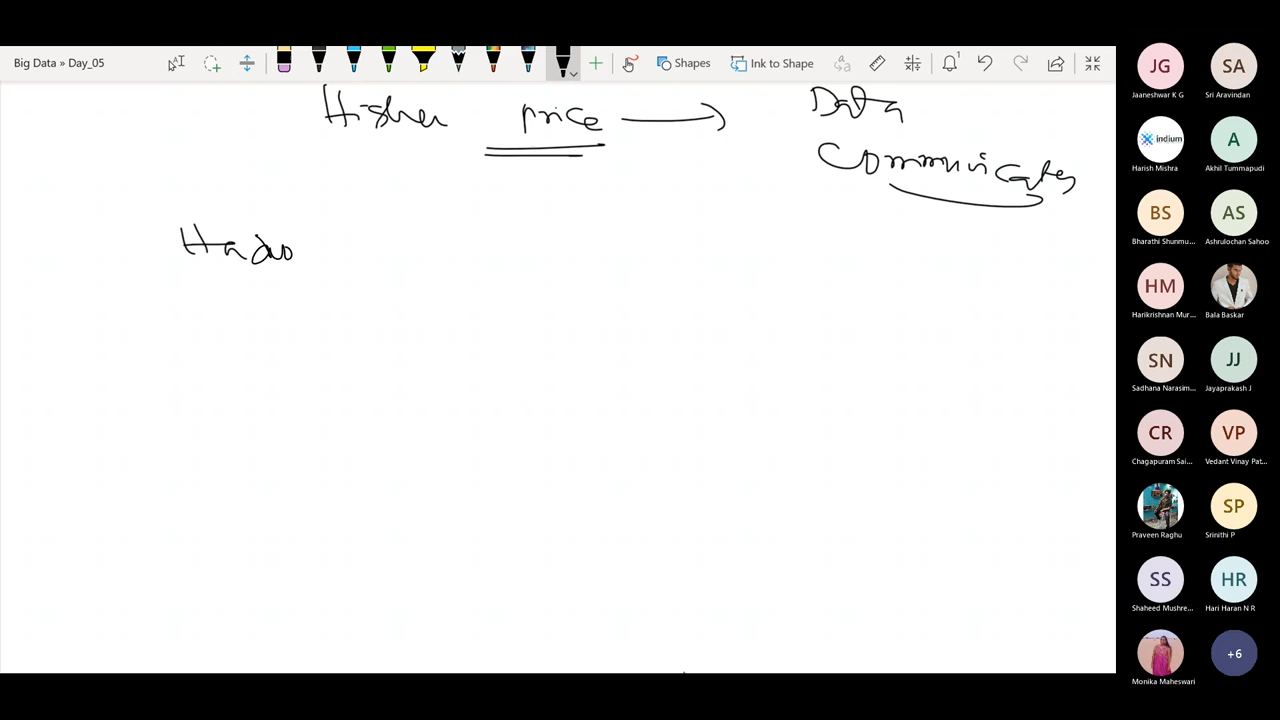 Big Data » Day_05
Shapes
Ink to Shape
1
Higher price → Data
Communicates
Hado
JG
Jaaneshwar K G
SA
Sri Aravindan
indium
Harish Mishra
A
Akhil Tummapudi
BS
Bharathi Shunmu...
AS
Ashrulochan Sahoo
HM
Harikrishnan Mur...
Bala Baskar
SN
Sadhana Narasim...
JJ
Jayaprakash J
CR
Chagapuram Sai...
VP
Vedant Vinay Pat...
Praveen Raghu
SP
Srinithi P
SS
Shaheed Mushre...
HR
Hari Haran N R
Monika Maheswari
+6